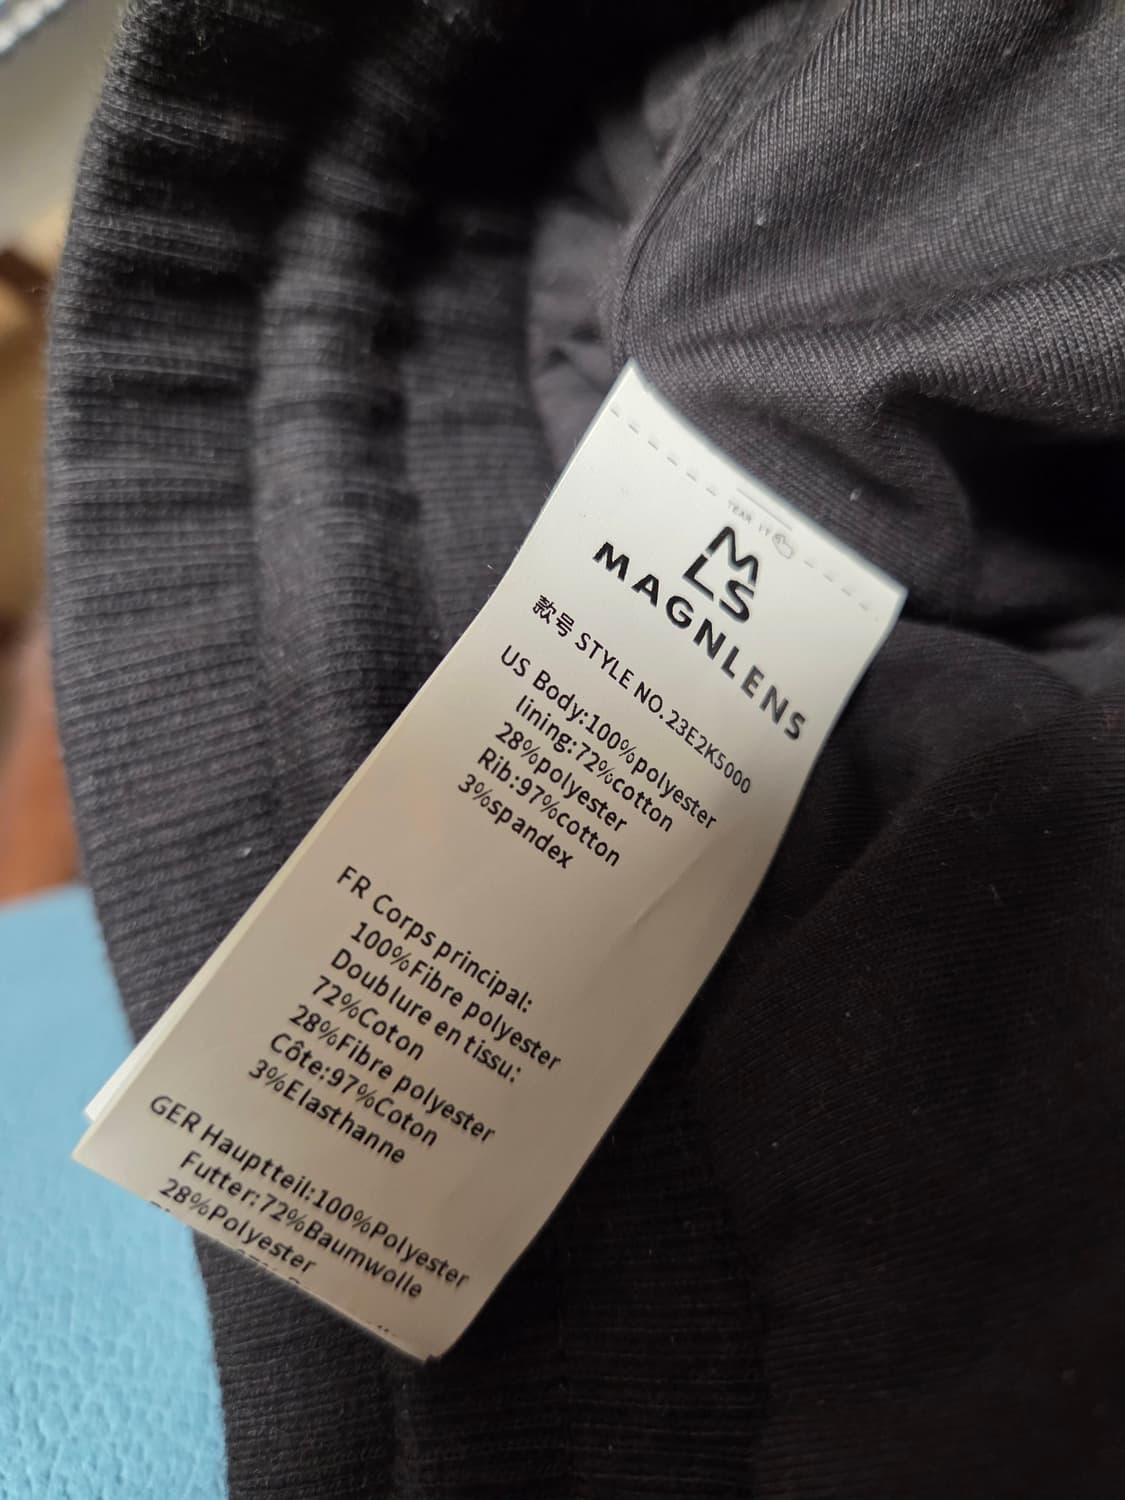 TEAR IT
M
LS
MAGNLENS
款号 STYLE NO.23E2K5000
US Body:100%polyester
lining:72%cotton
28%polyester
Rib:97%cotton
3%spandex
FR Corps principal:
100%Fibre polyester
Doublure en tissu:
72%Coton
28%Fibre polyester
Côte:97%Coton
3%Elasthanne
GER Hauptteil:100%Polyester
Futter:72%Baumwolle
28%Polyester